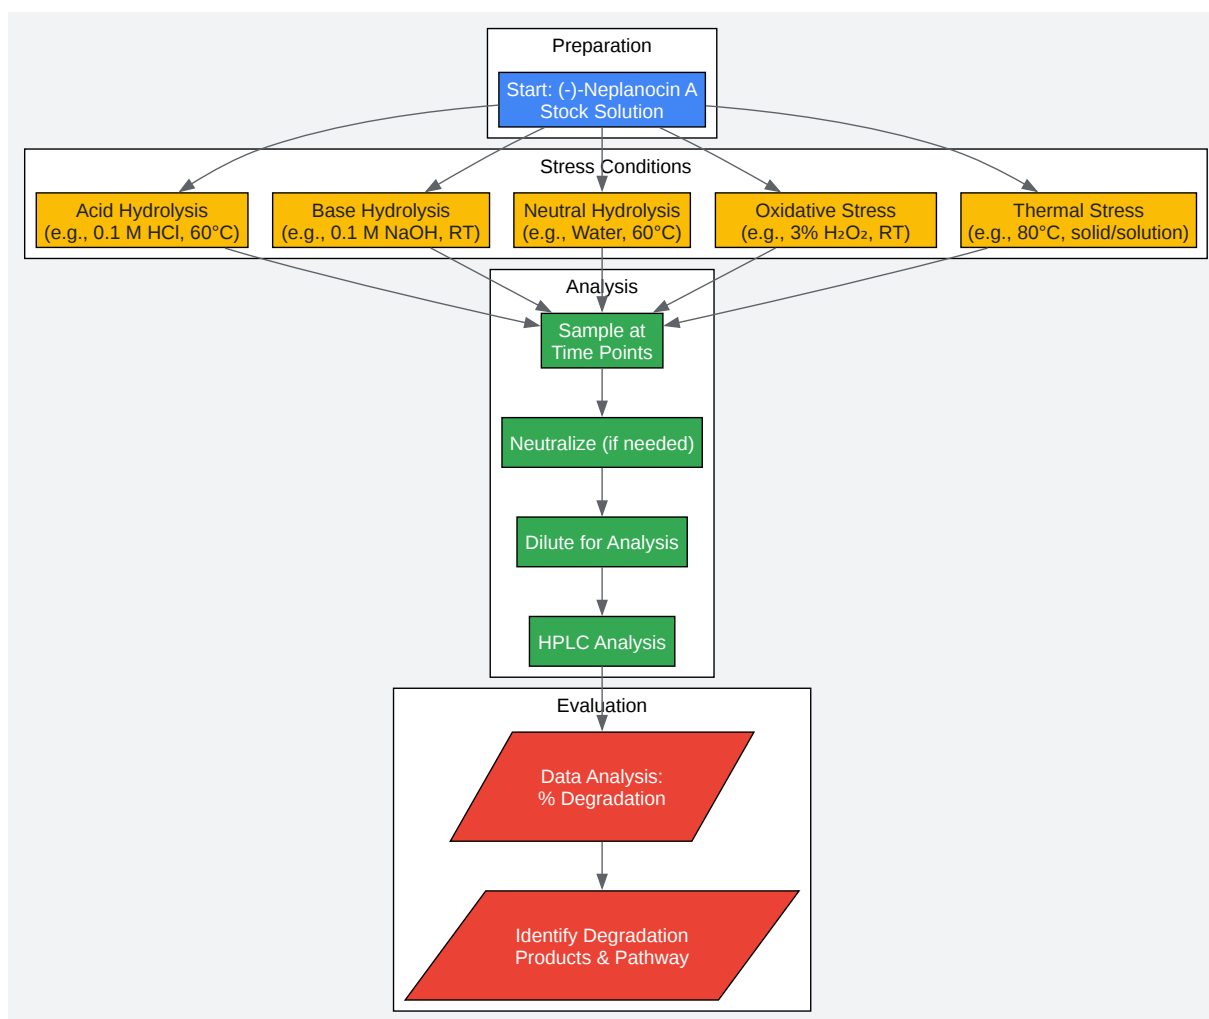 Preparation
Start: (-)-Neplanocin A
Stock Solution
Stress Conditions
Acid Hydrolysis
(e.g., 0.1 M HCl, 60°C)
Base Hydrolysis
(e.g., 0.1 M NaOH, RT)
Neutral Hydrolysis
(e.g., Water, 60°C)
Oxidative Stress
(e.g., 3% H₂O₂, RT)
Thermal Stress
(e.g., 80°C, solid/solution)
Analysis
Sample at
Time Points
Neutralize (if needed)
Dilute for Analysis
HPLC Analysis
Evaluation
Data Analysis:
% Degradation
Identify Degradation
Products & Pathway